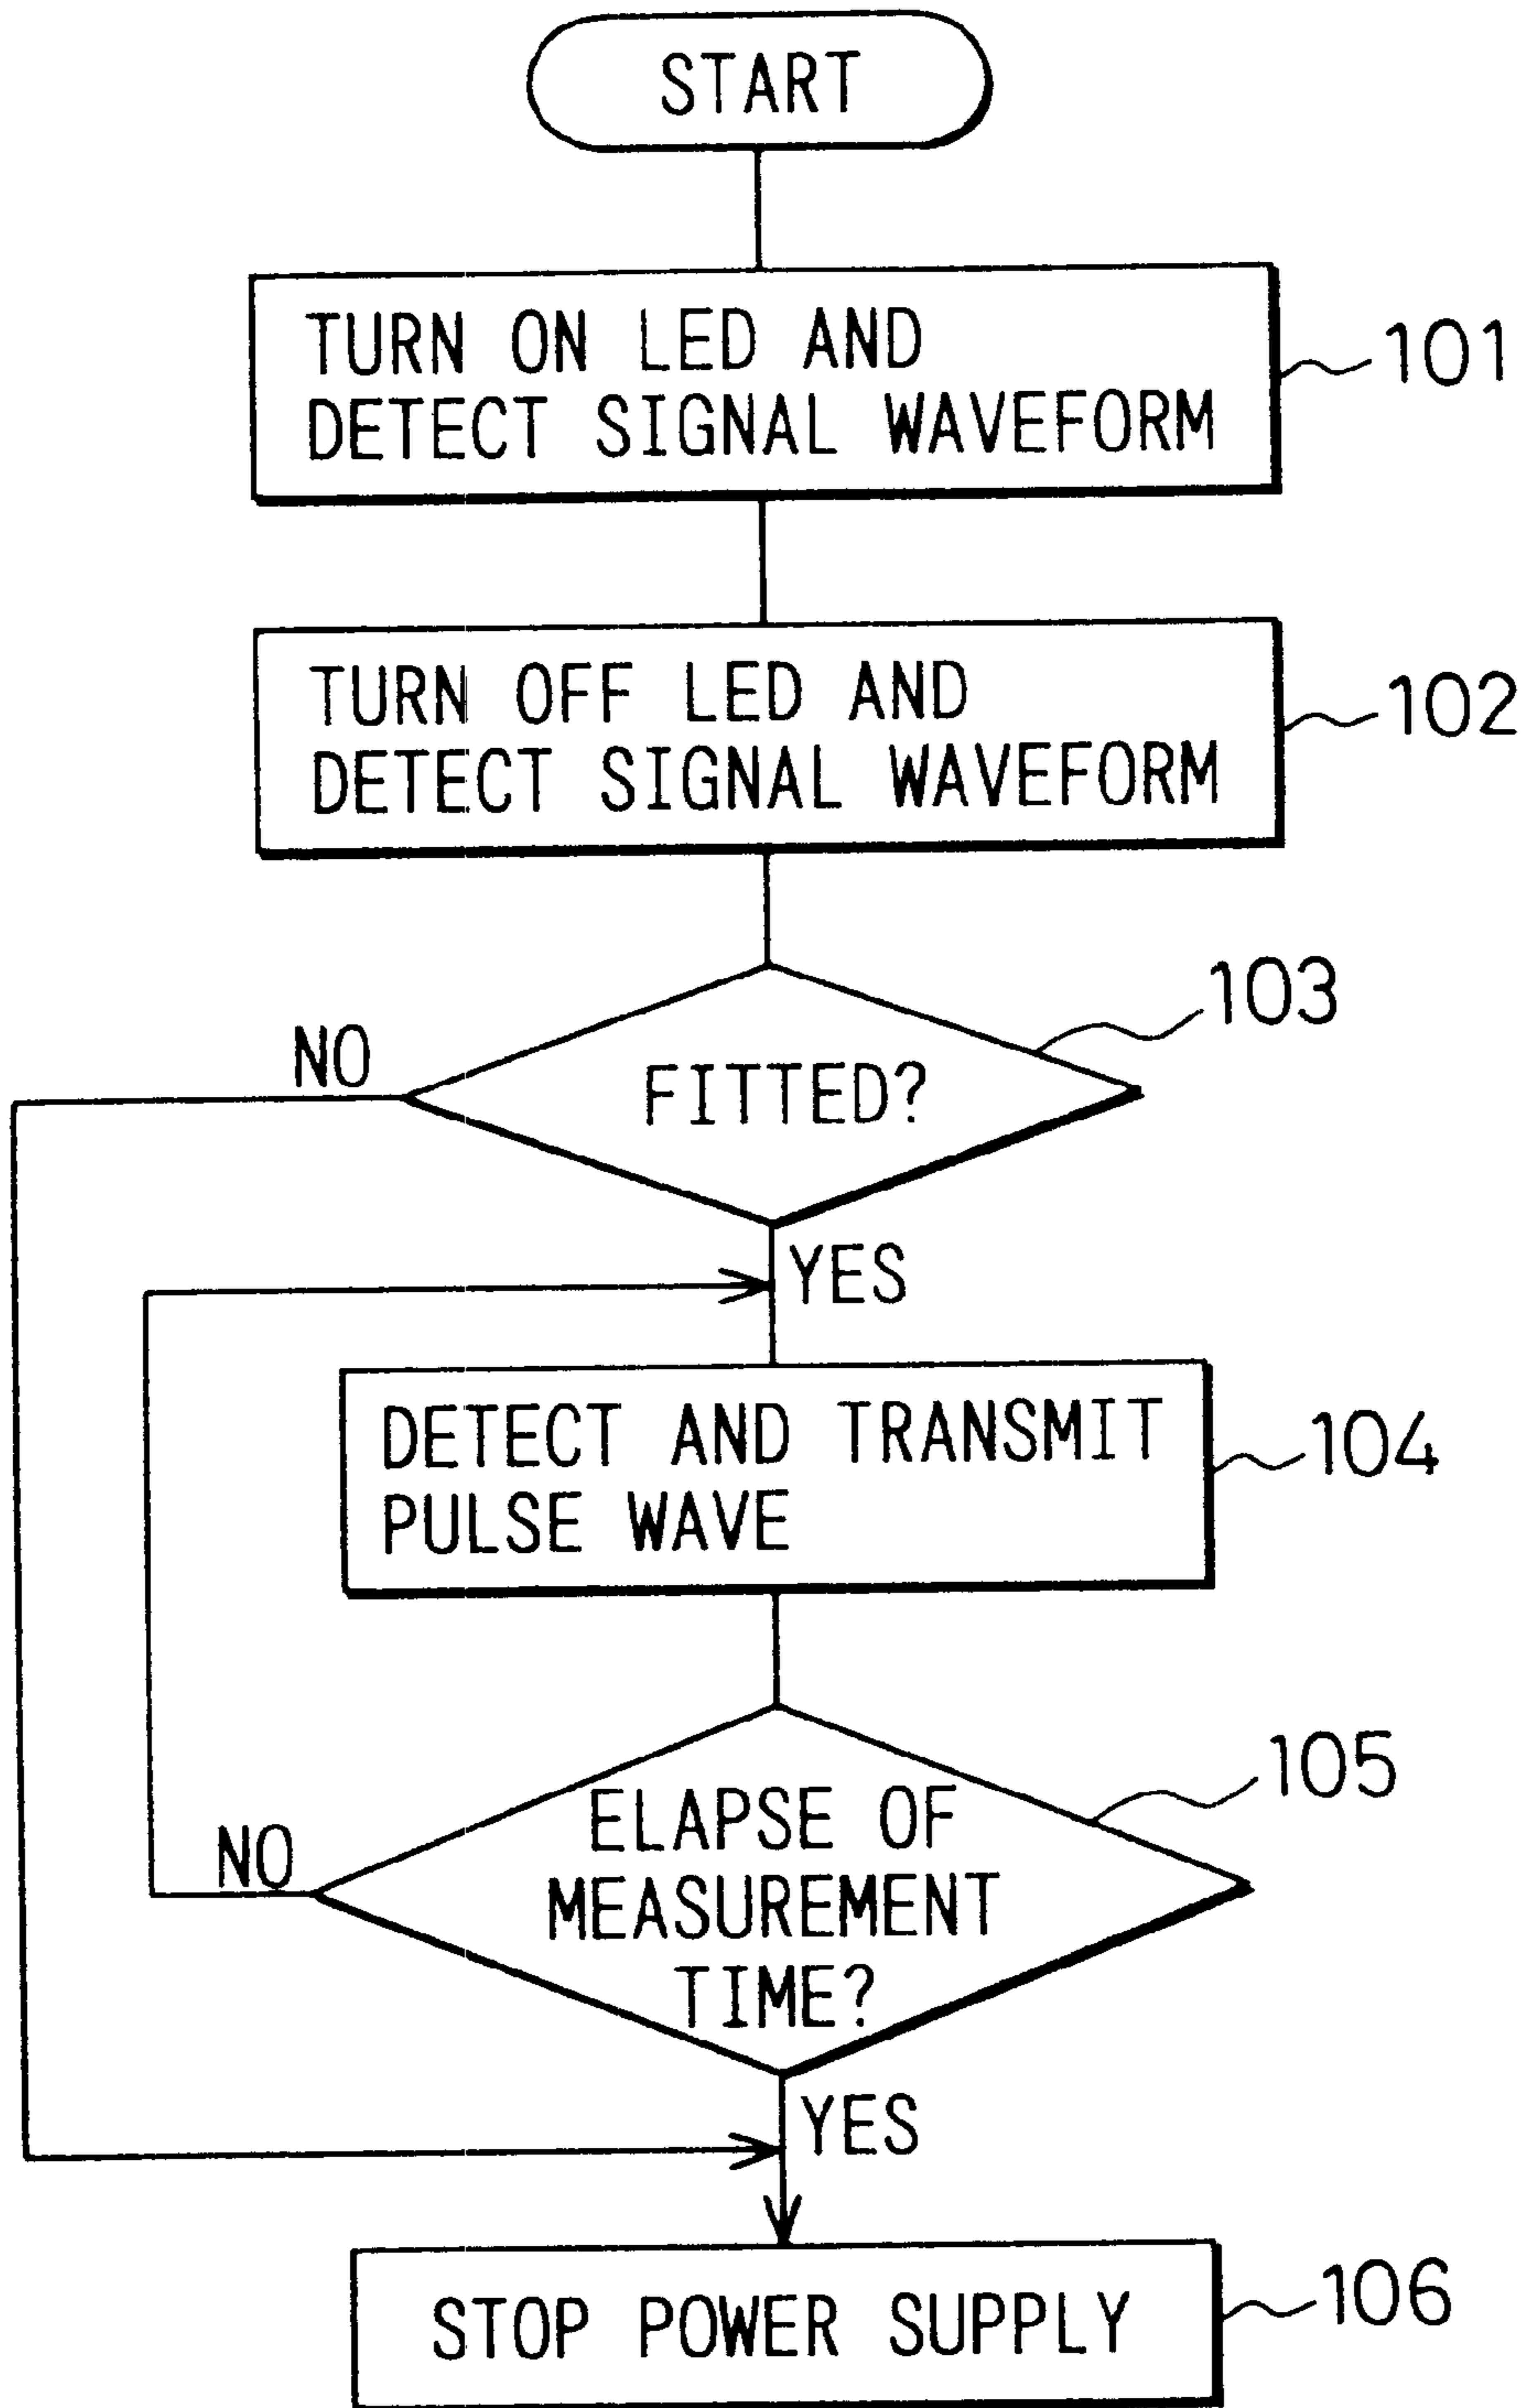 START
TURN ON LED AND
DETECT SIGNAL WAVEFORM
101
TURN OFF LED AND
DETECT SIGNAL WAVEFORM
102
103
NO
FITTED?
YES
DETECT AND TRANSMIT
PULSE WAVE
104
105
NO
ELAPSE OF
MEASUREMENT
TIME?
YES
STOP POWER SUPPLY
106